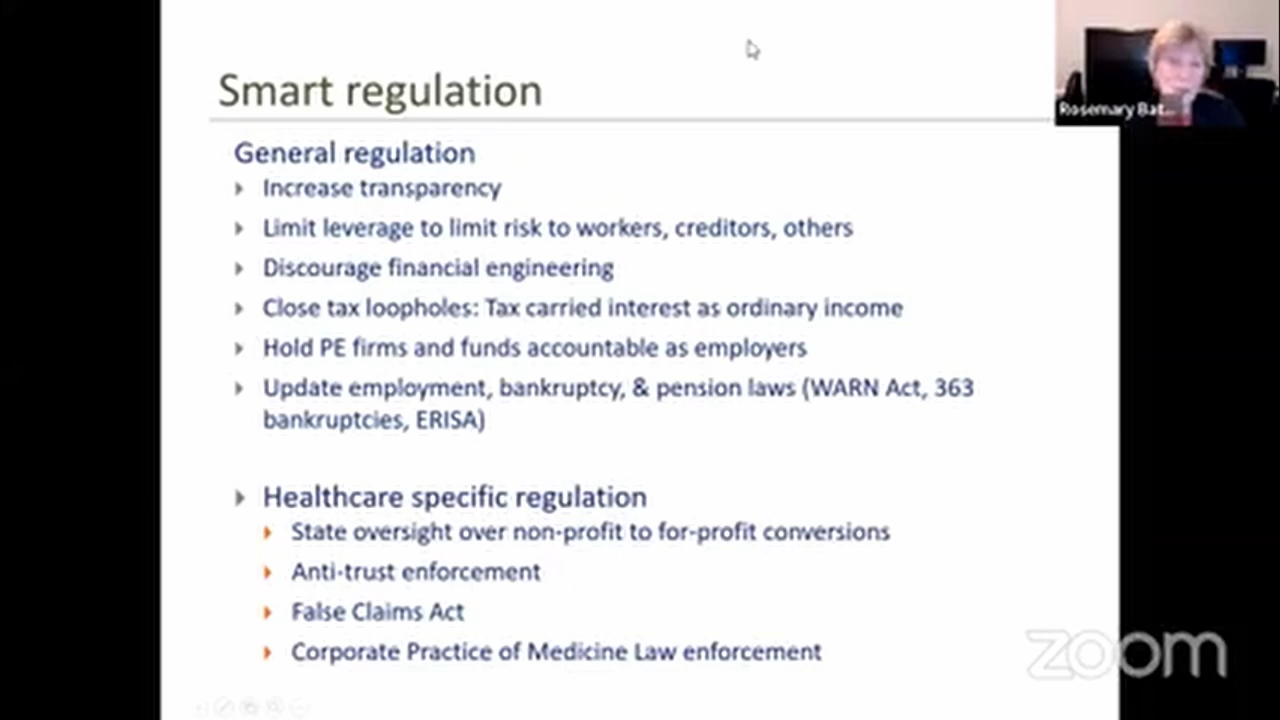 Smart regulation
Rosemary Bat...
General regulation
Increase transparency
Limit leverage to limit risk to workers, creditors, others
Discourage financial engineering
Close tax loopholes: Tax carried interest as ordinary income
Hold PE firms and funds accountable as employers
Update employment, bankruptcy, & pension laws (WARN Act, 363
bankruptcies, ERISA)
Healthcare specific regulation
State oversight over non-profit to for-profit conversions
Anti-trust enforcement
False Claims Act
Corporate Practice of Medicine Law enforcement
zoom